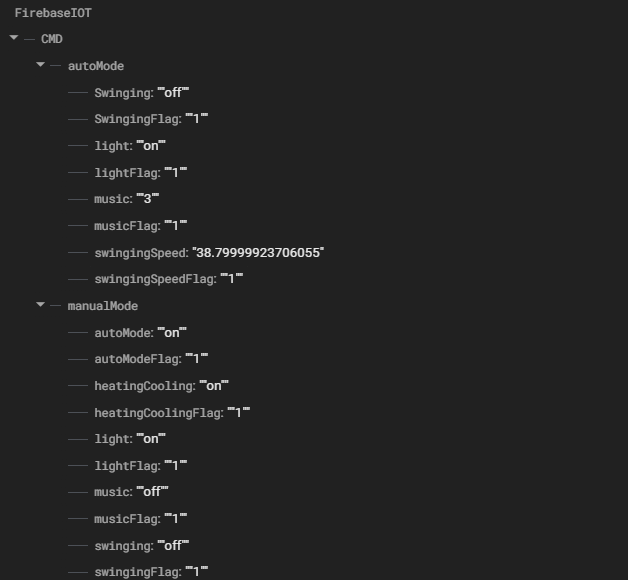 FirebaseIOT
CMD
autoMode
Swinging: ""off""
SwingingFlag: ""1""
light: ""on""
lightFlag: ""1""
music: ""3""
musicFlag: ""1""
swingingSpeed: "38.79999923706055"
swingingSpeedFlag: ""1""
manualMode
autoMode: ""on""
autoModeFlag: ""1""
heatingCooling: ""on""
heatingCoolingFlag: ""1""
light: ""on""
lightFlag: ""1""
music: ""off""
musicFlag: ""1""
swinging: ""off""
swingingFlag: ""1""